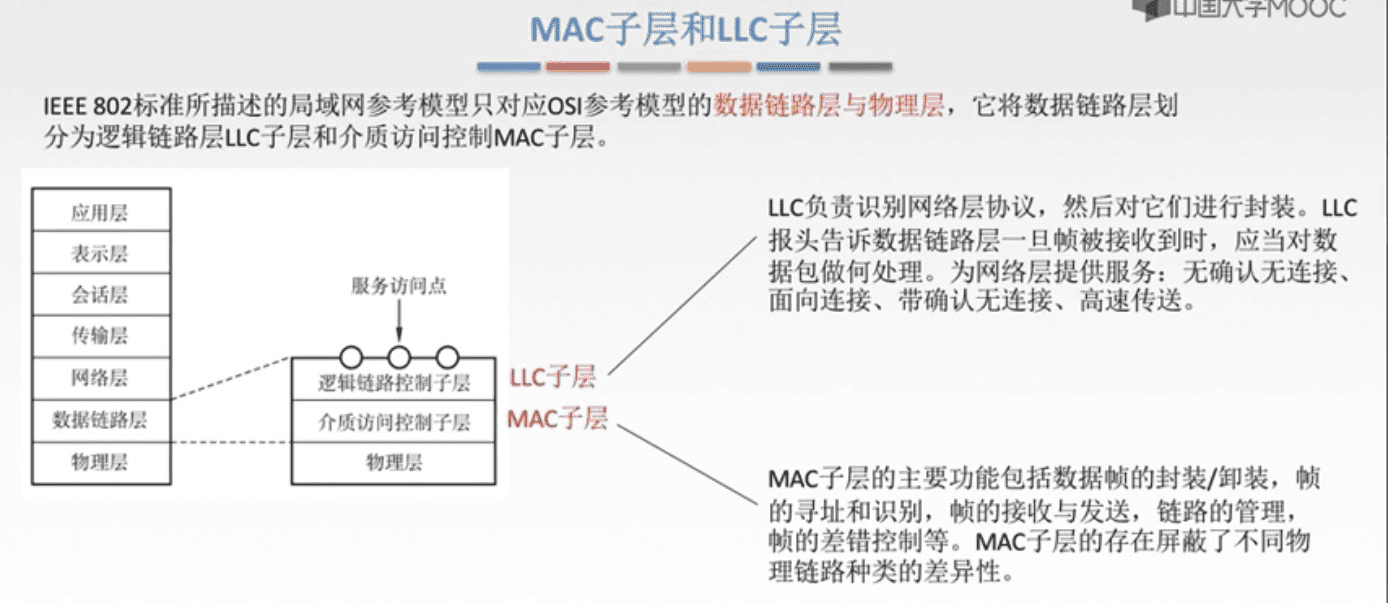 中国大学MOOC
MAC子层和LLC子层
IEEE 802标准所描述的局域网参考模型只对应OSI参考模型的数据链路层与物理层，它将数据链路层划
分为逻辑链路层LLC子层和介质访问控制MAC子层。
应用层
表示层
会话层
传输层
网络层
数据链路层
物理层
服务访问点
逻辑链路控制子层
介质访问控制子层
物理层
LLC子层
MAC子层
LLC负责识别网络层协议，然后对它们进行封装。LLC
报头告诉数据链路层一旦帧被接收到时，应当对数
据包做何处理。为网络层提供服务：无确认无连接、
面向连接、带确认无连接、高速传送。
MAC子层的主要功能包括数据帧的封装/卸装，帧
的寻址和识别，帧的接收与发送，链路的管理，
帧的差错控制等。MAC子层的存在屏蔽了不同物
理链路种类的差异性。